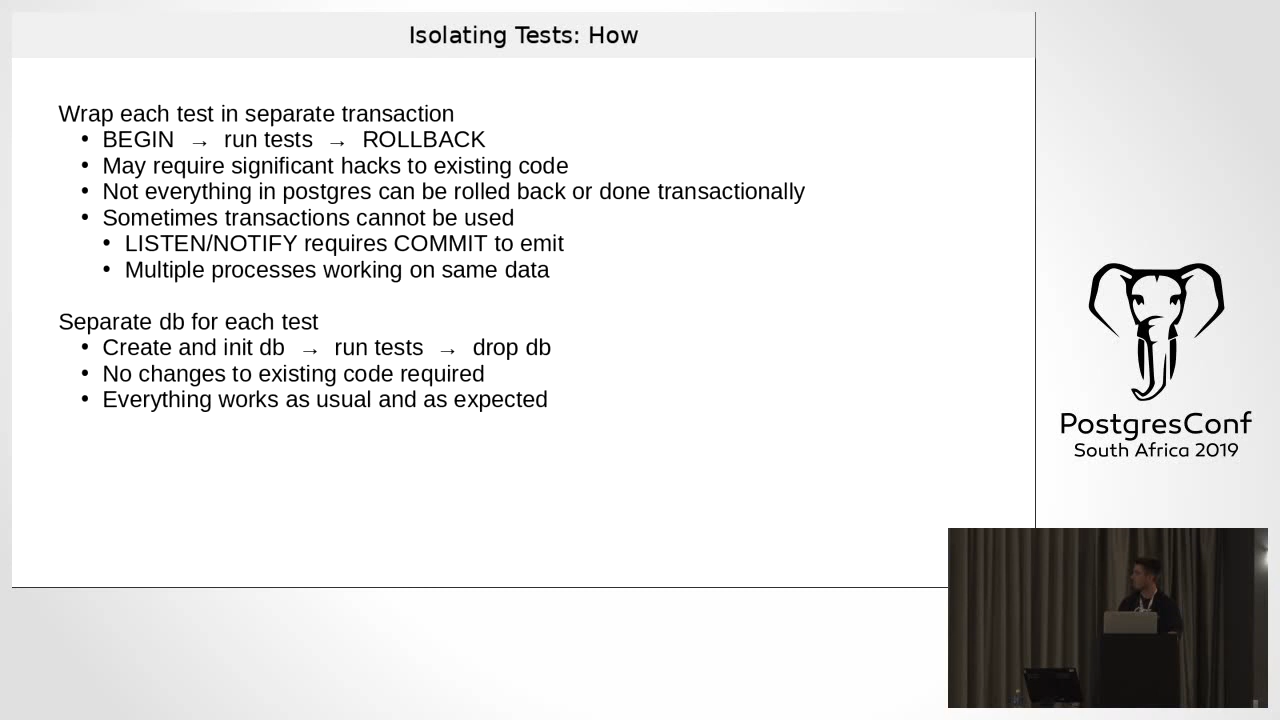 Isolating Tests: How
Wrap each test in separate transaction
• BEGIN → run tests → ROLLBACK
• May require significant hacks to existing code
• Not everything in postgres can be rolled back or done transactionally
• Sometimes transactions cannot be used
• LISTEN/NOTIFY requires COMMIT to emit
• Multiple processes working on same data
Separate db for each test
• Create and init db → run tests → drop db
• No changes to existing code required
• Everything works as usual and as expected
PostgresConf
South Africa 2019